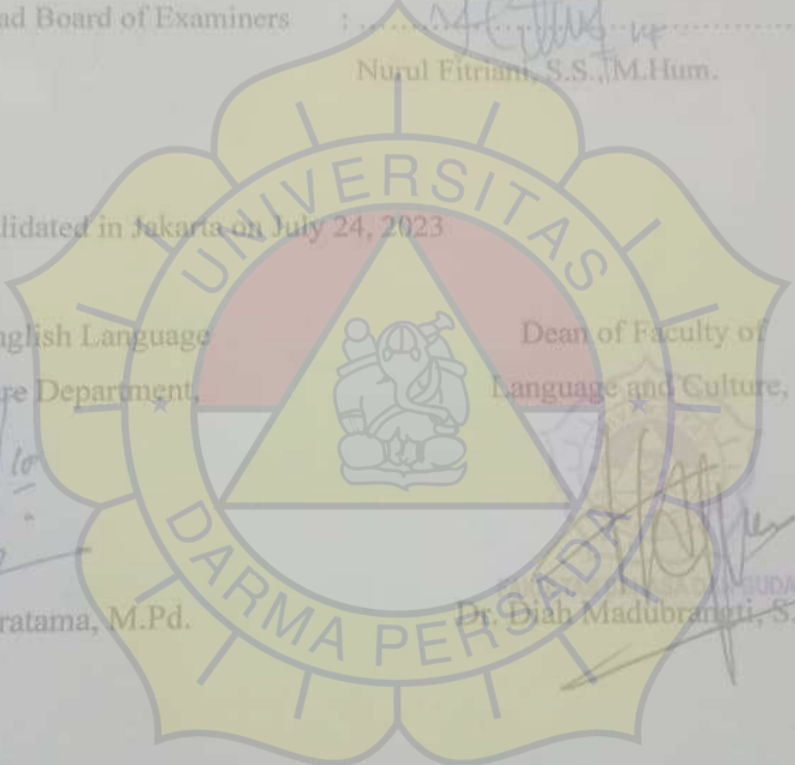 ad Board of Examiners : 
Nurul Fitriani, S.S., M.Hum.
UNIVERSITAS
lidated in Jakarta on July 24, 2023
nglish Language
re Department,
Dean of Faculty of
Language and Culture,
DARMA PERSADA
ratama, M.Pd.
Dr. Diah Madubrangti, S.